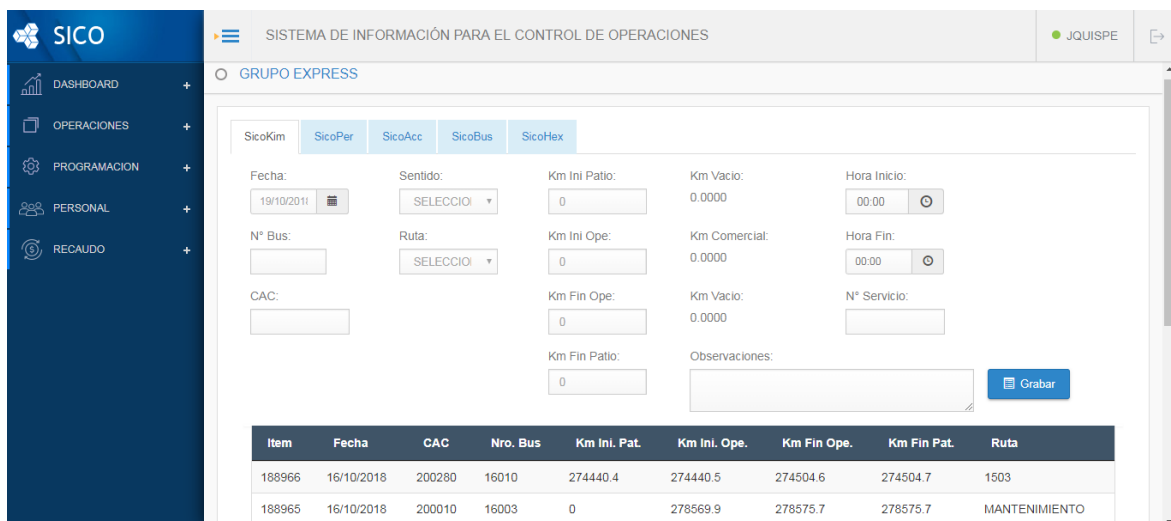 SICO
SISTEMA DE INFORMACIÓN PARA EL CONTROL DE OPERACIONES
JQUISPE
DASHBOARD +
OPERACIONES +
PROGRAMACION +
PERSONAL +
RECAUDO +
GRUPO EXPRESS
SicoKim SicoPer SicoAcc SicoBus SicoHex
Fecha: Sentido: Km Ini Patio: Km Vacio: Hora Inicio:
19/10/201 SELECCIO 0 0.0000 00:00
N° Bus: Ruta: Km Ini Ope: Km Comercial: Hora Fin:
SELECCIO 0 0.0000 00:00
CAC: Km Fin Ope: Km Vacio: N° Servicio:
0 0.0000
Km Fin Patio: Observaciones:
0 Grabar
Item Fecha CAC Nro. Bus Km Ini. Pat. Km Ini. Ope. Km Fin Ope. Km Fin Pat. Ruta
188966 16/10/2018 200280 16010 274440.4 274440.5 274504.6 274504.7 1503
188965 16/10/2018 200010 16003 0 278569.9 278575.7 278575.7 MANTENIMIENTO